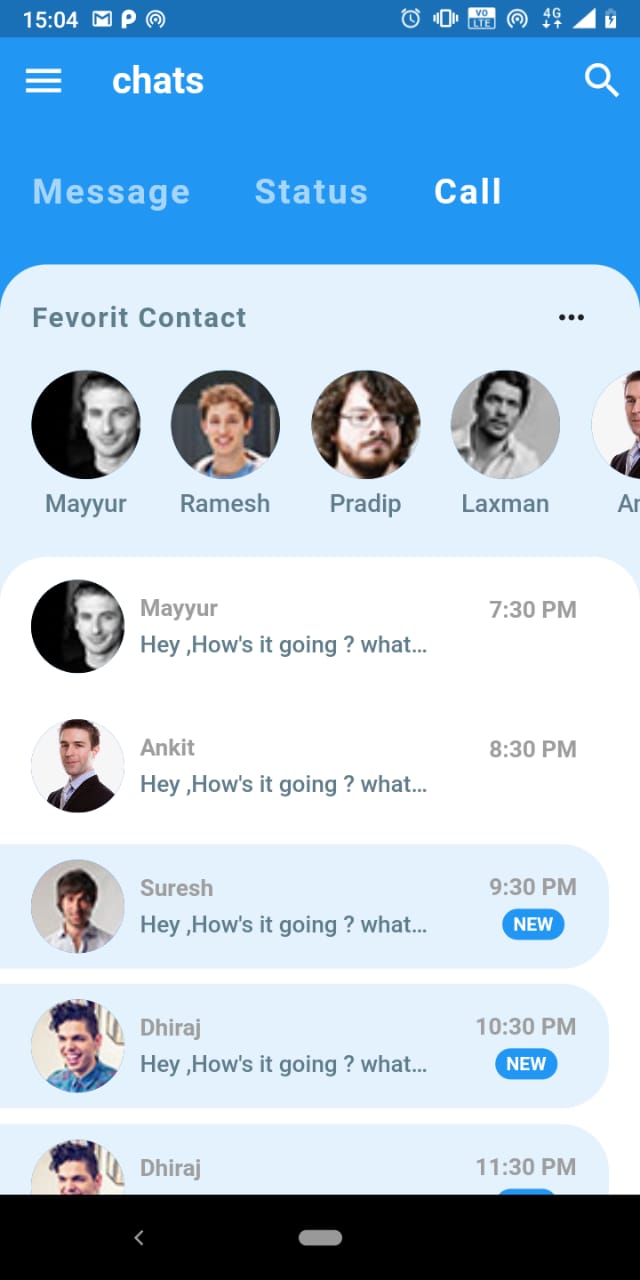 15:04 VO LTE 4G
chats
Message Status Call
Fevorit Contact
Mayyur Ramesh Pradip Laxman
Mayyur 7:30 PM
Hey ,How's it going ? what...
Ankit 8:30 PM
Hey ,How's it going ? what...
Suresh 9:30 PM
Hey ,How's it going ? what...
NEW
Dhiraj 10:30 PM
Hey ,How's it going ? what...
NEW
Dhiraj 11:30 PM